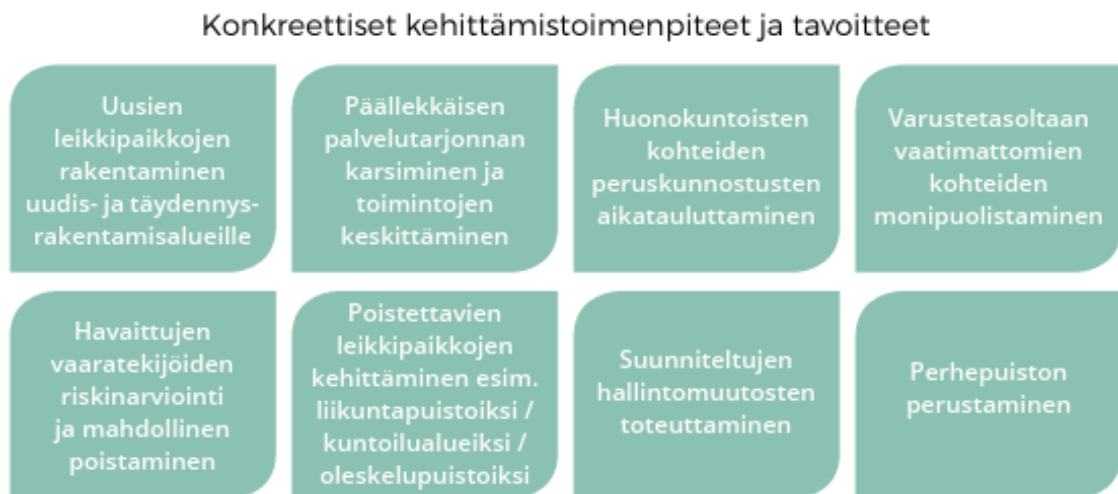 Konkreettiset kehittämistoimenpiteet ja tavoitteet
Uusien
leikkipaikkojen
rakentaminen
uudis- ja täydennys-
rakentamisalueille
Päällekkäisen
palvelutarjonnan
karsiminen ja
toimintojen
keskittäminen
Huonokuntoisten
kohteiden
peruskunnostusten
aikatauluttaminen
Varustetasoltaan
vaatimattomien
kohteiden
monipuolistaminen
Havaittujen
vaaratekijöiden
riskinarviointi
ja mahdollinen
poistaminen
Poistettavien
leikkipaikkojen
kehittäminen esim.
liikuntapuistoiksi /
kuntoilualueiksi /
oleskelupuistoiksi
Suunniteltujen
hallintomuutosten
toteuttaminen
Perhepuiston
perustaminen